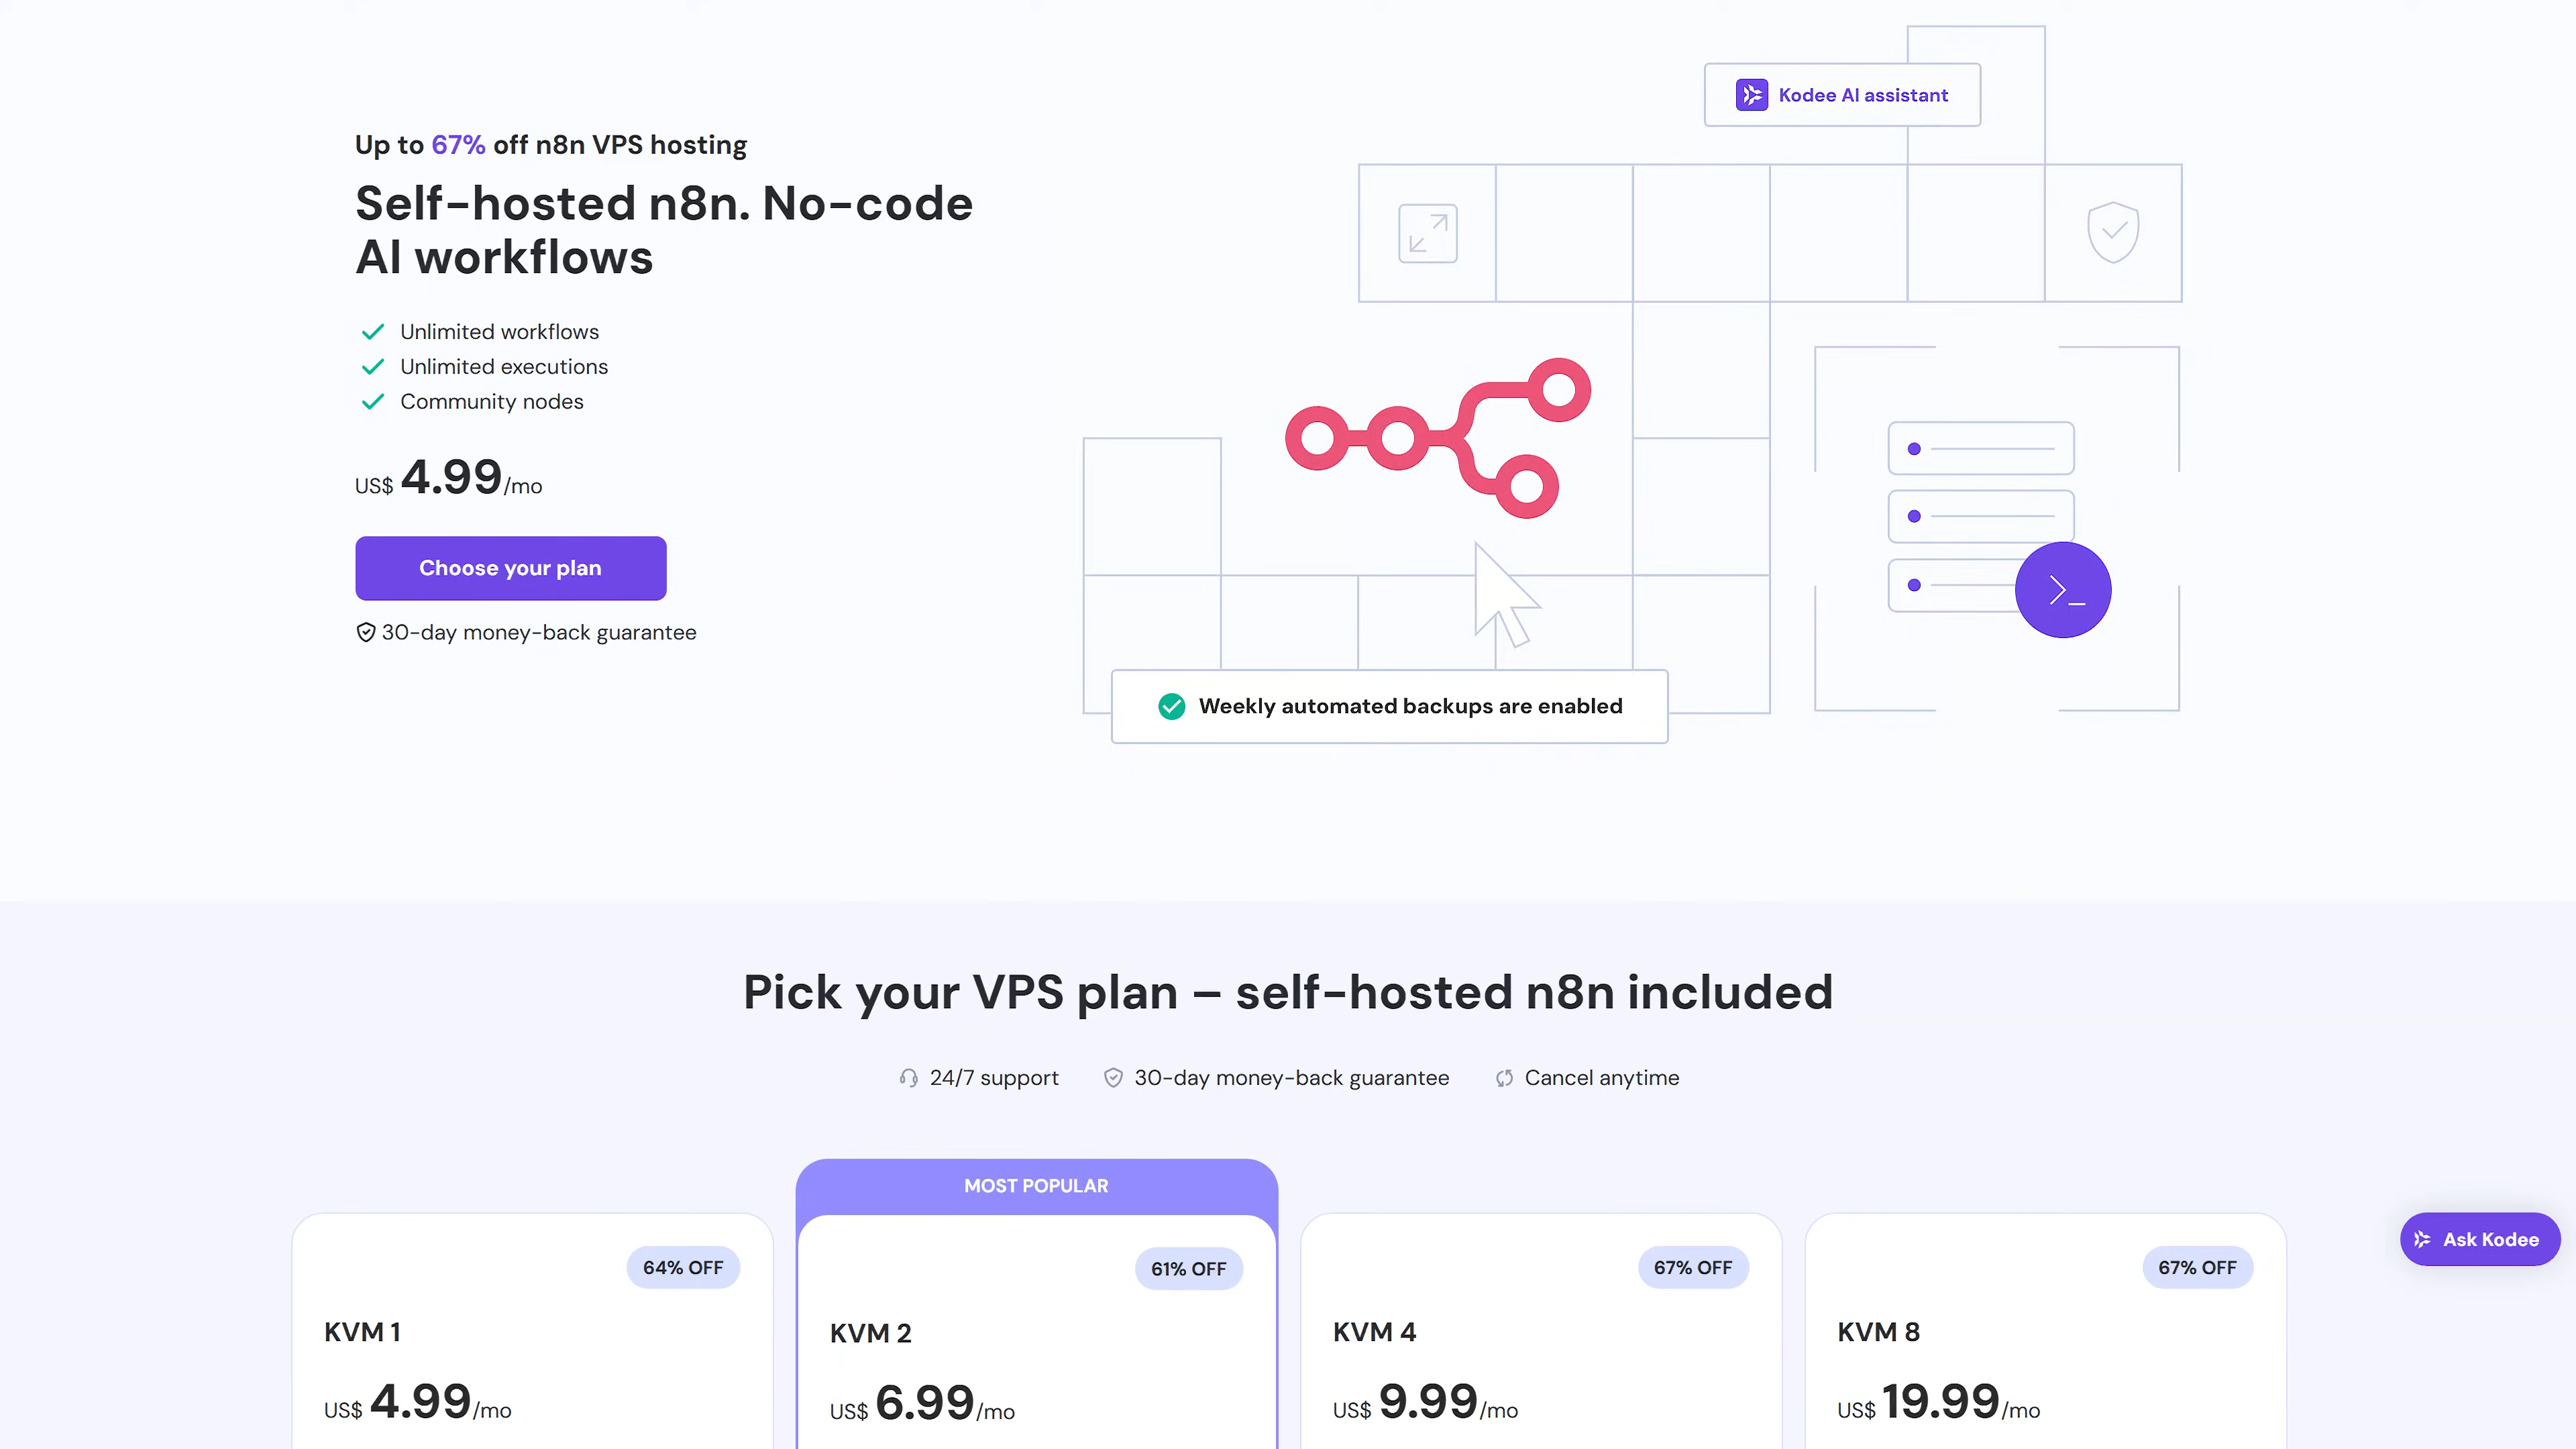 Kodee AI assistant
Up to 67% off n8n VPS hosting
Self-hosted n8n. No-code
AI workflows
Unlimited workflows
Unlimited executions
Community nodes
US$ 4.99/mo
Choose your plan
30-day money-back guarantee
Weekly automated backups are enabled
Pick your VPS plan – self-hosted n8n included
24/7 support
30-day money-back guarantee
Cancel anytime
MOST POPULAR
64% OFF
KVM 1
US$ 4.99/mo
61% OFF
KVM 2
US$ 6.99/mo
67% OFF
KVM 4
US$ 9.99/mo
67% OFF
KVM 8
US$ 19.99/mo
Ask Kodee